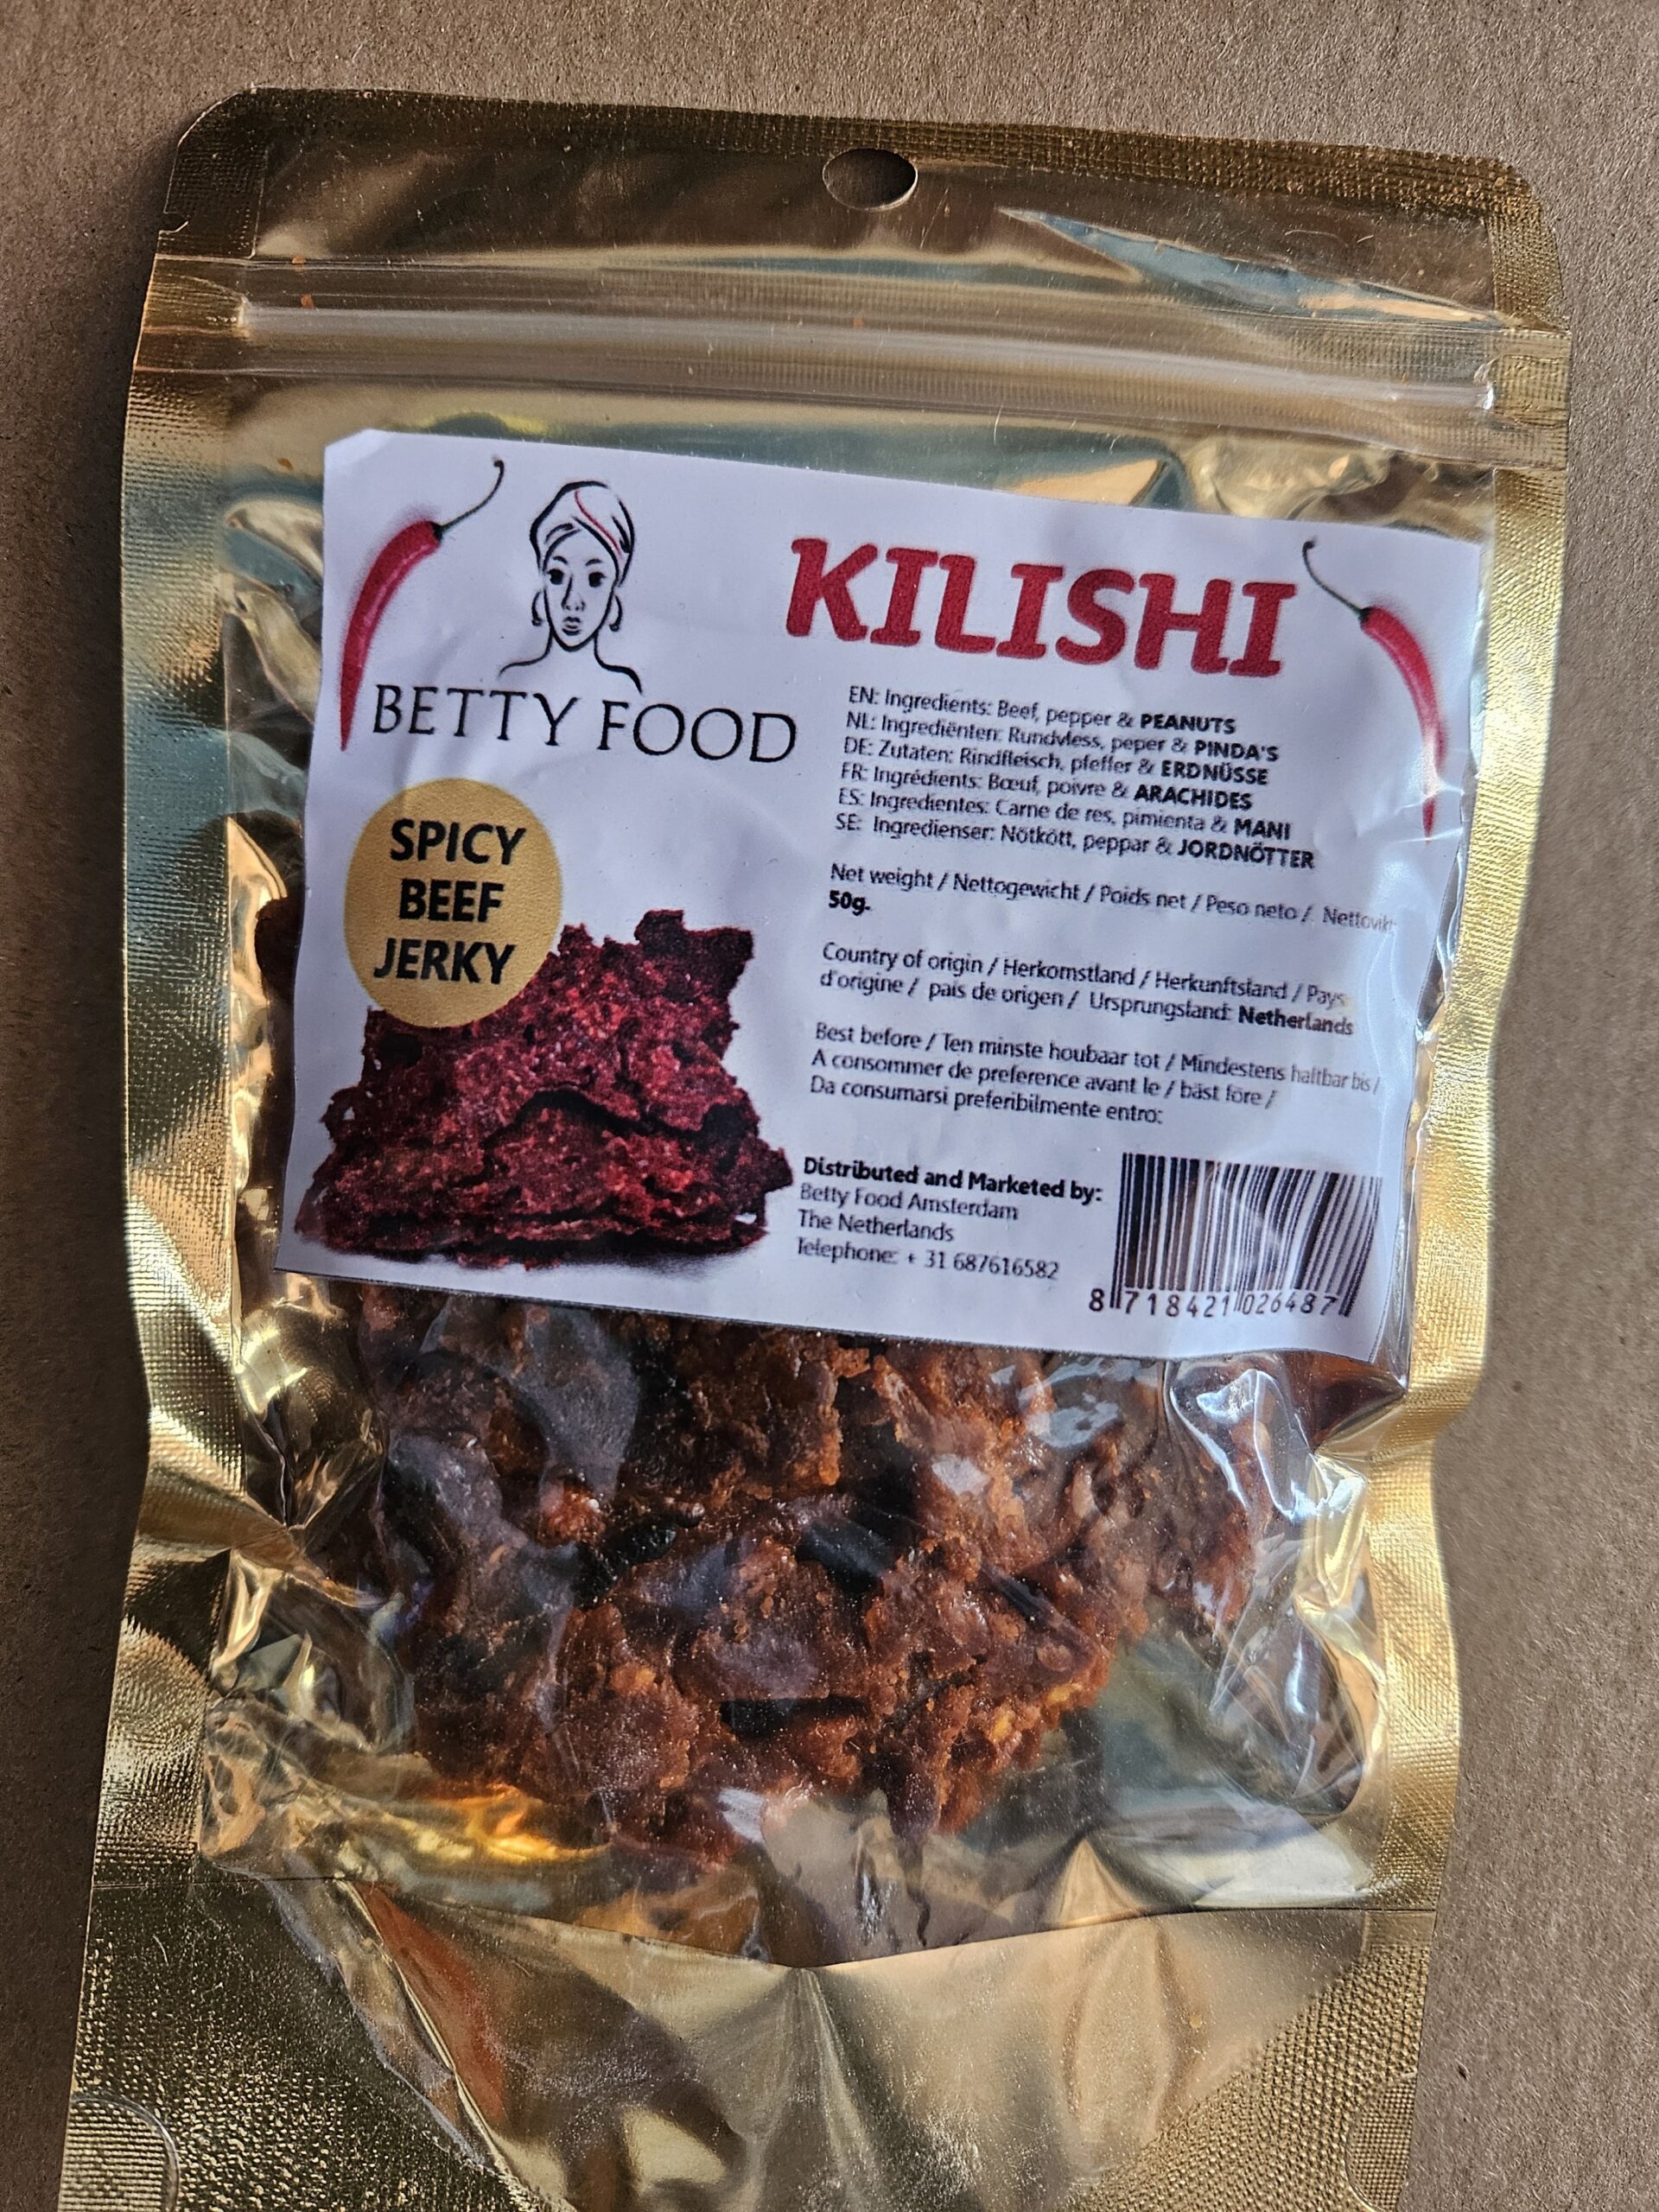 BETTY FOOD
SPICY
BEEF
JERKY
KILISHI
EN: Ingredients: Beef, pepper & PEANUTS
NL: Ingrediënten: Rundvless, peper & PINDA'S
DE: Zutaten: Rindfleisch, pfeffer & ERDNÜSSE
FR: Ingrédients: Bœuf, poivre & ARACHIDES
ES: Ingredientes: Carne de res, pimienta & MANI
SE: Ingredienser: Nötkött, peppar & JORDNÖTTER
Net weight / Nettogewicht / Poids net / Peso neto / Nettovikt
50g.
Country of origin / Herkomstland / Herkunftsland / Pays
d'origine / pais de origen / Ursprungsland: Netherlands
Best before / Ten minste houbaar tot / Mindestens haltbar bis /
A consommer de preference avant le / bäst före /
Da consumarsi preferibilmente entro:
Distributed and Marketed by:
Betty Food Amsterdam
The Netherlands
Telephone: + 31 687616582
8 718421 026487